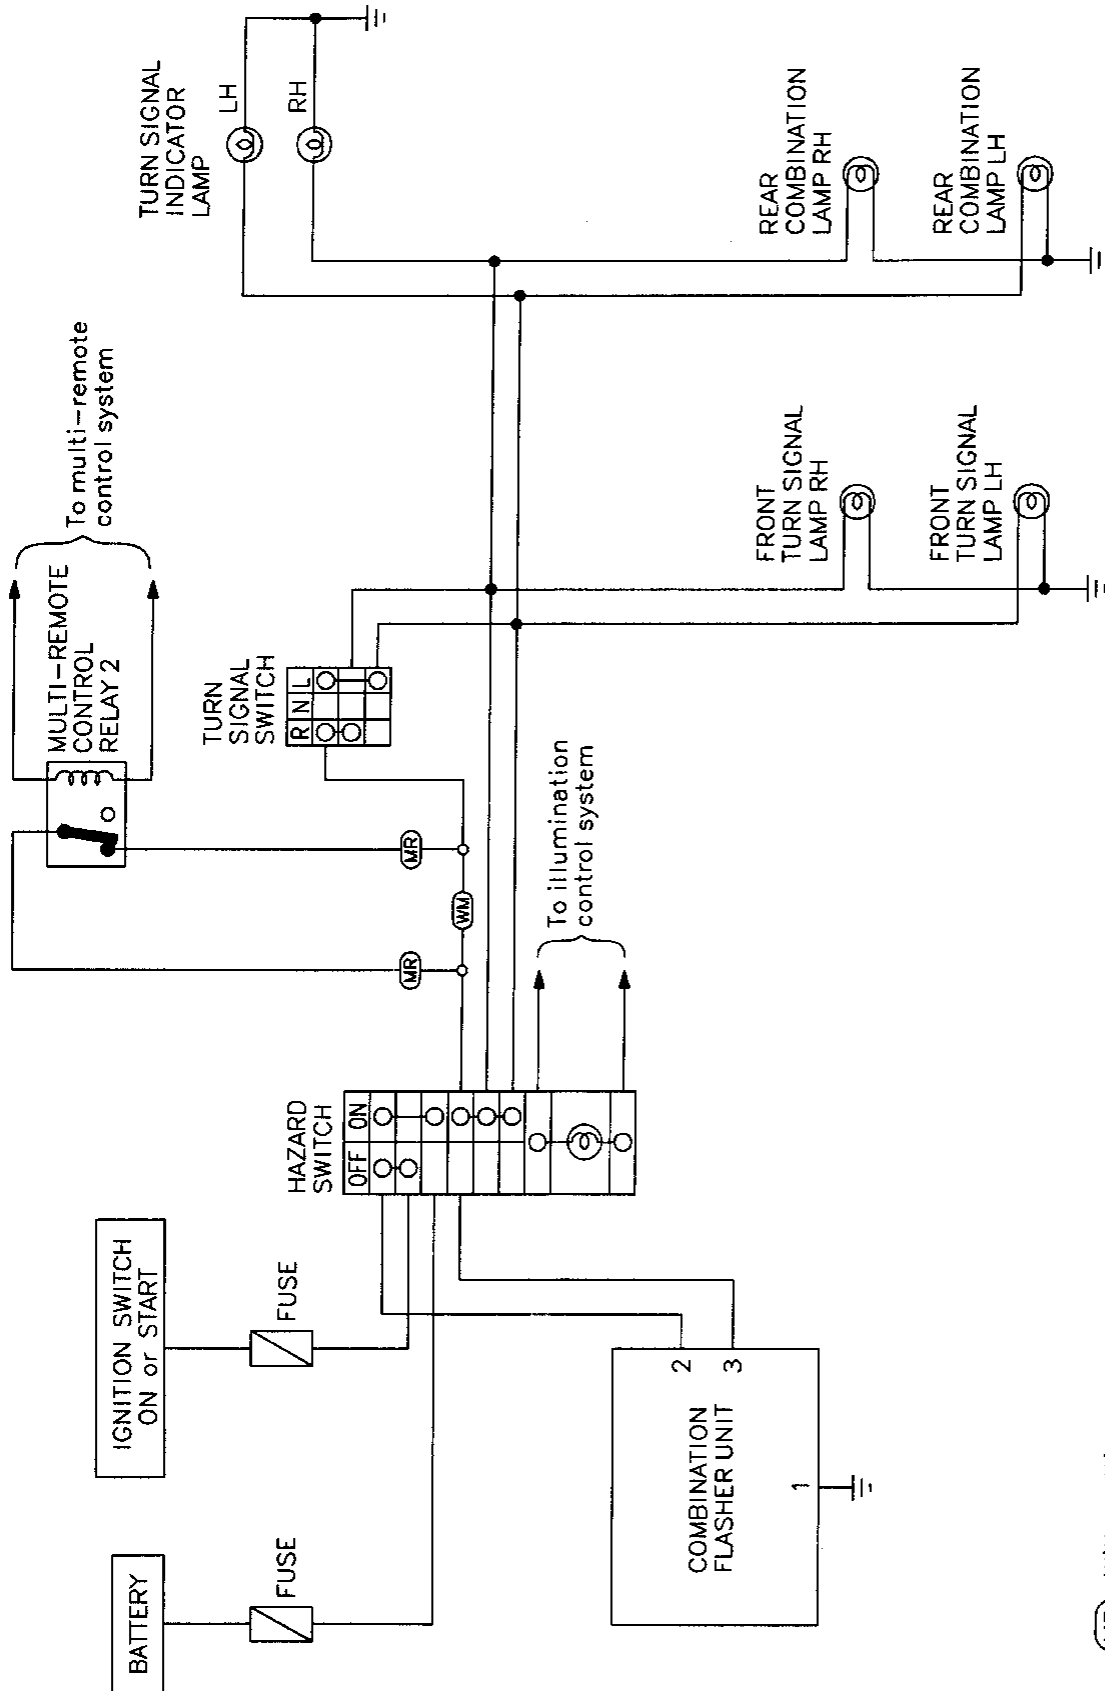 BATTERY
FUSE
IGNITION SWITCH
ON or START
FUSE
HAZARD
SWITCH
OFF
ON
COMBINATION
FLASHER UNIT
1
2
3
MULTI-REMOTE
CONTROL
RELAY 2
To multi-remote
control system
MR
MR
WM
To illumination
control system
TURN
SIGNAL
SWITCH
R
N
L
TURN SIGNAL
INDICATOR
LAMP
LH
RH
FRONT
TURN SIGNAL
LAMP RH
FRONT
TURN SIGNAL
LAMP LH
REAR
COMBINATION
LAMP RH
REAR
COMBINATION
LAMP LH